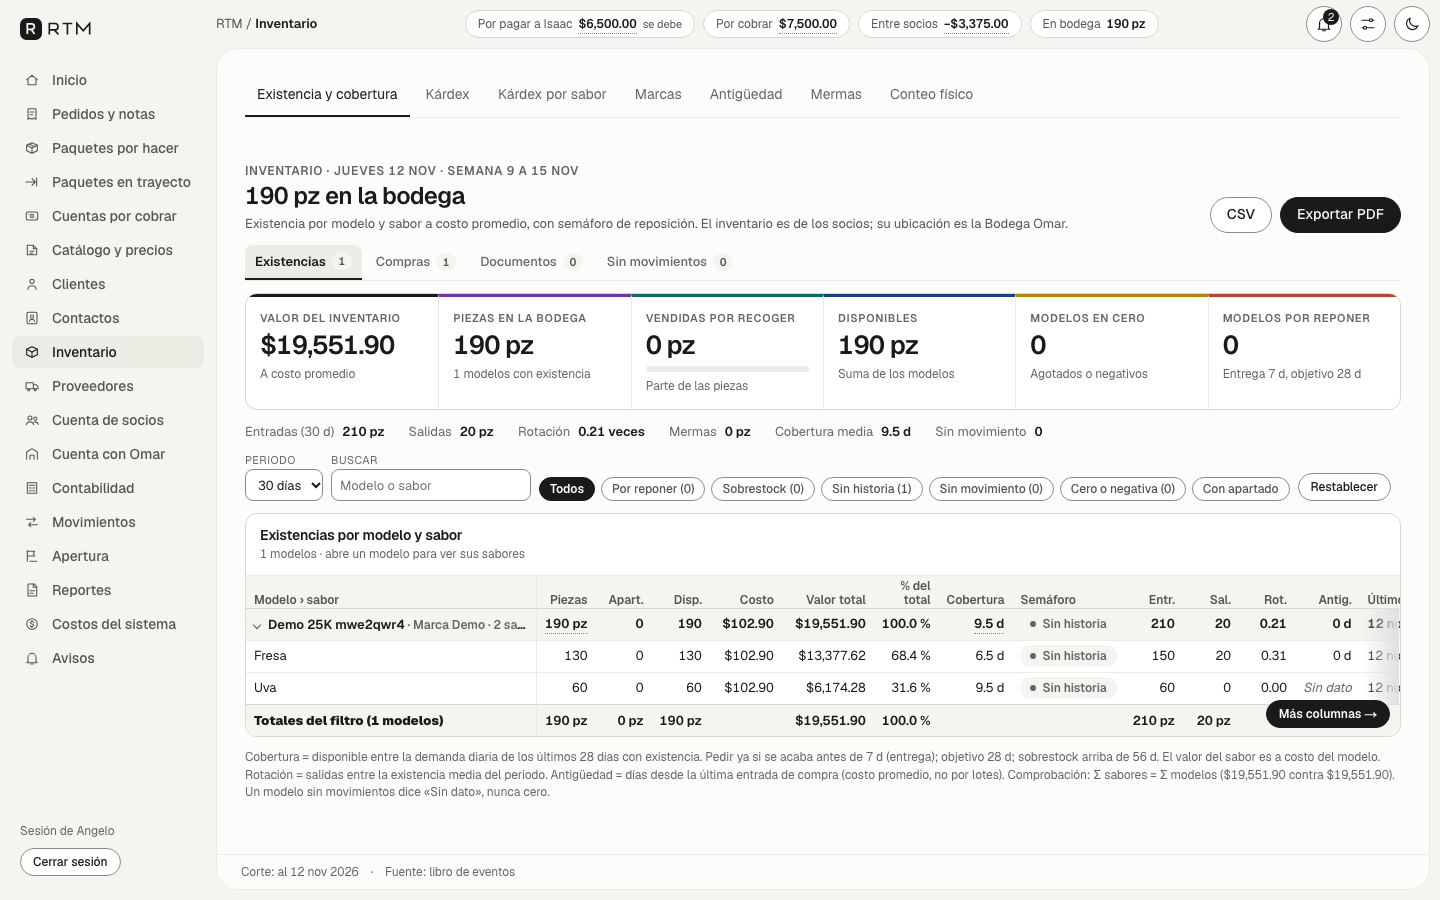 RTM
RTM / Inventario
Por pagar a Isaac $6,500.00 se debe
Por cobrar $7,500.00
Entre socios −$3,375.00
En bodega 190 pz
2
Inicio
Pedidos y notas
Paquetes por hacer
Paquetes en trayecto
Cuentas por cobrar
Catálogo y precios
Clientes
Contactos
Inventario
Proveedores
Cuenta de socios
Cuenta con Omar
Contabilidad
Movimientos
Apertura
Reportes
Costos del sistema
Avisos
Sesión de Angelo
Cerrar sesión
Existencia y cobertura Kárdex Kárdex por sabor Marcas Antigüedad Mermas Conteo físico
INVENTARIO · JUEVES 12 NOV · SEMANA 9 A 15 NOV
190 pz en la bodega
Existencia por modelo y sabor a costo promedio, con semáforo de reposición. El inventario es de los socios; su ubicación es la Bodega Omar.
CSV
Exportar PDF
Existencias 1 Compras 1 Documentos 0 Sin movimientos 0
VALOR DEL INVENTARIO
$19,551.90
A costo promedio
PIEZAS EN LA BODEGA
190 pz
1 modelos con existencia
VENDIDAS POR RECOGER
0 pz
Parte de las piezas
DISPONIBLES
190 pz
Suma de los modelos
MODELOS EN CERO
0
Agotados o negativos
MODELOS POR REPONER
0
Entrega 7 d, objetivo 28 d
Entradas (30 d) 210 pz Salidas 20 pz Rotación 0.21 veces Mermas 0 pz Cobertura media 9.5 d Sin movimiento 0
PERIODO BUSCAR
30 días Modelo o sabor Todos Por reponer (0) Sobrestock (0) Sin historia (1) Sin movimiento (0) Cero o negativa (0) Con apartado Restablecer
Existencias por modelo y sabor
1 modelos · abre un modelo para ver sus sabores
Modelo › sabor Piezas Apart. Disp. Costo Valor total % del total Cobertura Semáforo Entr. Sal. Rot. Antig. Último
Demo 25K mwe2qwr4 · Marca Demo · 2 sa... 190 pz 0 190 $102.90 $19,551.90 100.0 % 9.5 d Sin historia 210 20 0.21 0 d 12 no
Fresa 130 0 130 $102.90 $13,377.62 68.4 % 6.5 d Sin historia 150 20 0.31 0 d 12 no
Uva 60 0 60 $102.90 $6,174.28 31.6 % 9.5 d Sin historia 60 0 0.00 Sin dato 12 no
Totales del filtro (1 modelos) 190 pz 0 pz 190 pz $19,551.90 100.0 % 210 pz 20 pz
Más columnas →
Cobertura = disponible entre la demanda diaria de los últimos 28 días con existencia. Pedir ya si se acaba antes de 7 d (entrega); objetivo 28 d; sobrestock arriba de 56 d. El valor del sabor es a costo del modelo.
Rotación = salidas entre la existencia media del periodo. Antigüedad = días desde la última entrada de compra (costo promedio, no por lotes). Comprobación: Σ sabores = Σ modelos ($19,551.90 contra $19,551.90).
Un modelo sin movimientos dice «Sin dato», nunca cero.
Corte: al 12 nov 2026 · Fuente: libro de eventos